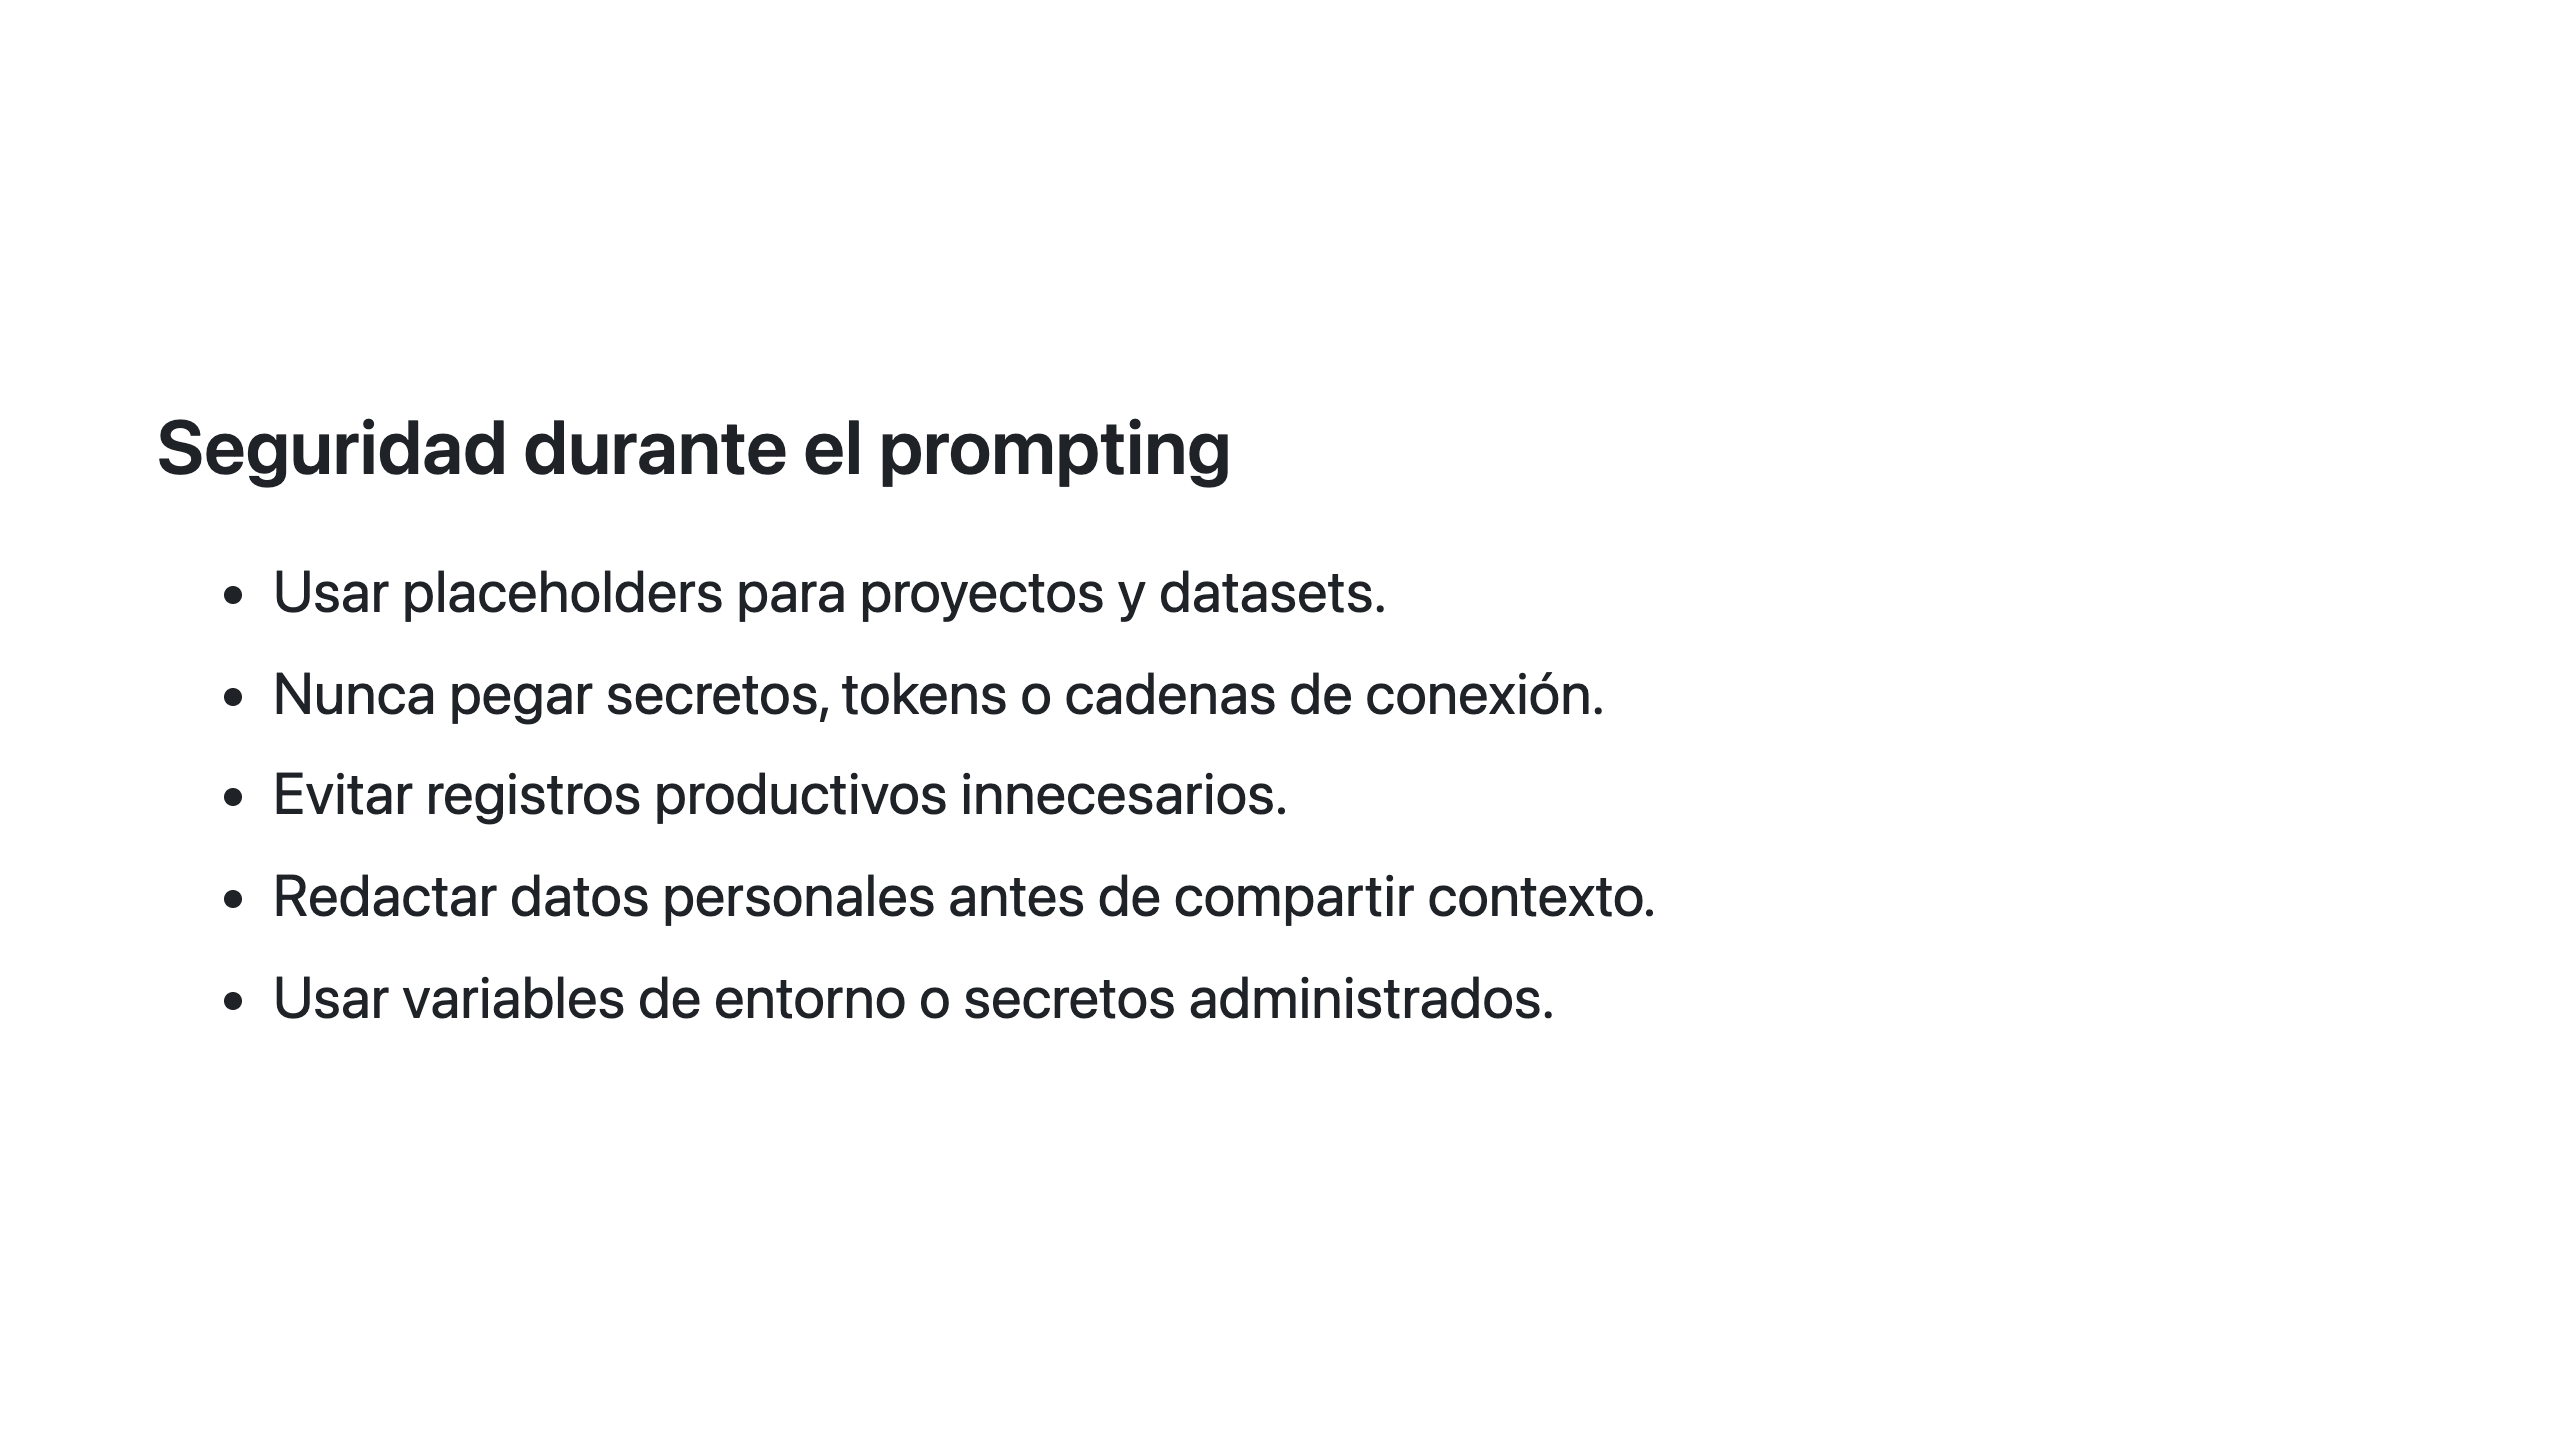 Seguridad durante el prompting
• Usar placeholders para proyectos y datasets.
• Nunca pegar secretos, tokens o cadenas de conexión.
• Evitar registros productivos innecesarios.
• Redactar datos personales antes de compartir contexto.
• Usar variables de entorno o secretos administrados.